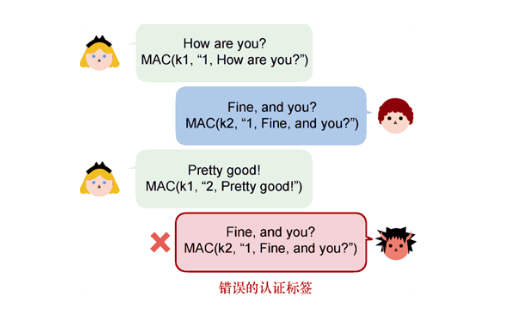 How are you?
MAC(k1, “1, How are you?”)
Fine, and you?
MAC(k2, “1, Fine, and you?”)
Pretty good!
MAC(k1, “2, Pretty good!”)
Fine, and you?
MAC(k2, “1, Fine, and you?”)
错误的认证标签